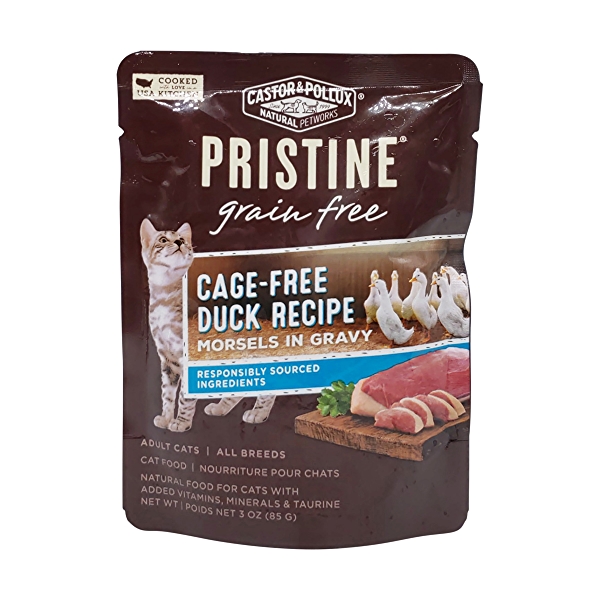 COOKED
LOVE
USA KITCHEN
CASTOR & POLLUX®
NATURAL PETWORKS
PRISTINE®
grain free
CAGE-FREE
DUCK RECIPE
MORSELS IN GRAVY
RESPONSIBLY SOURCED
INGREDIENTS
ADULT CATS | ALL BREEDS
CAT FOOD | NOURRITURE POUR CHATS
NATURAL FOOD FOR CATS WITH
ADDED VITAMINS, MINERALS & TAURINE
NET WT | POIDS NET 3 OZ (85 G)